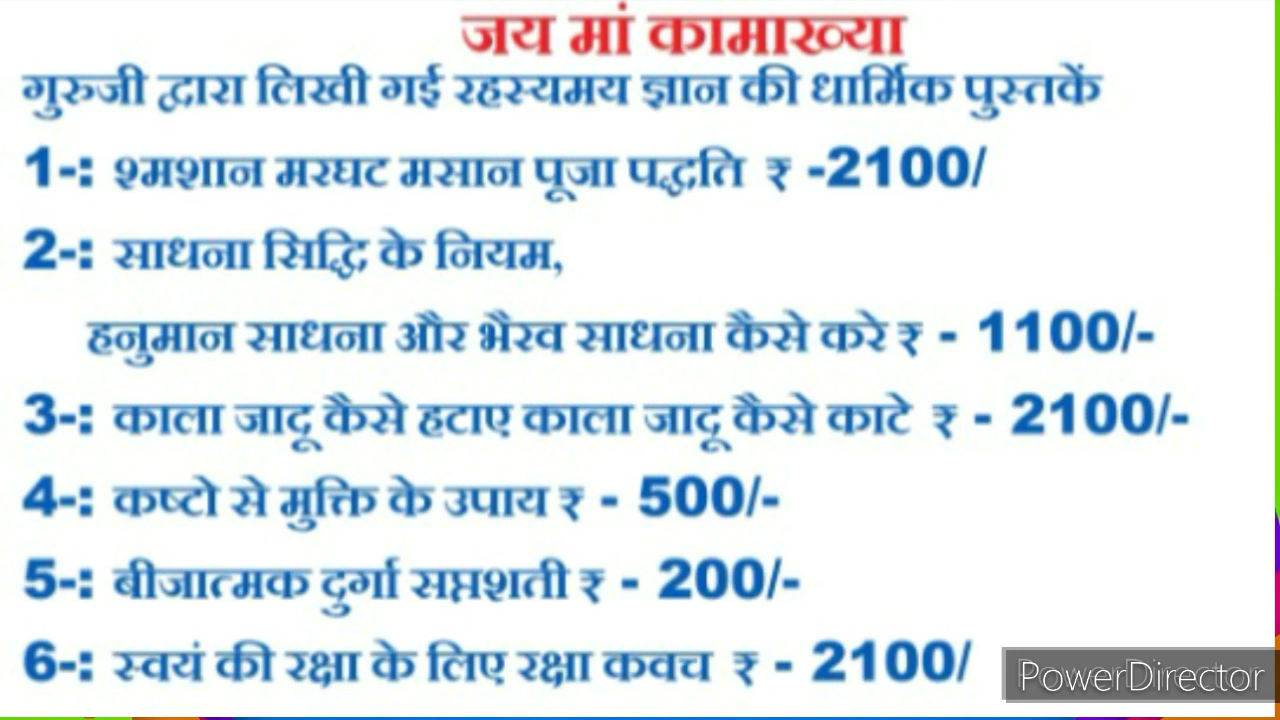 जय मां कामाख्या
गुरुजी द्वारा लिखी गई रहस्यमय ज्ञान की धार्मिक पुस्तकें
1-: श्मशान मरघट मसान पूजा पद्धति ₹ -2100/
2-: साधना सिद्धि के नियम,
हनुमान साधना और भैरव साधना कैसे करे ₹ - 1100/-
3-: काला जादू कैसे हटाए काला जादू कैसे काटे ₹ - 2100/-
4-: कष्टो से मुक्ति के उपाय ₹ - 500/-
5-: बीजात्मक दुर्गा सप्तशती ₹ - 200/-
6-: स्वयं की रक्षा के लिए रक्षा कवच ₹ - 2100/
PowerDirector